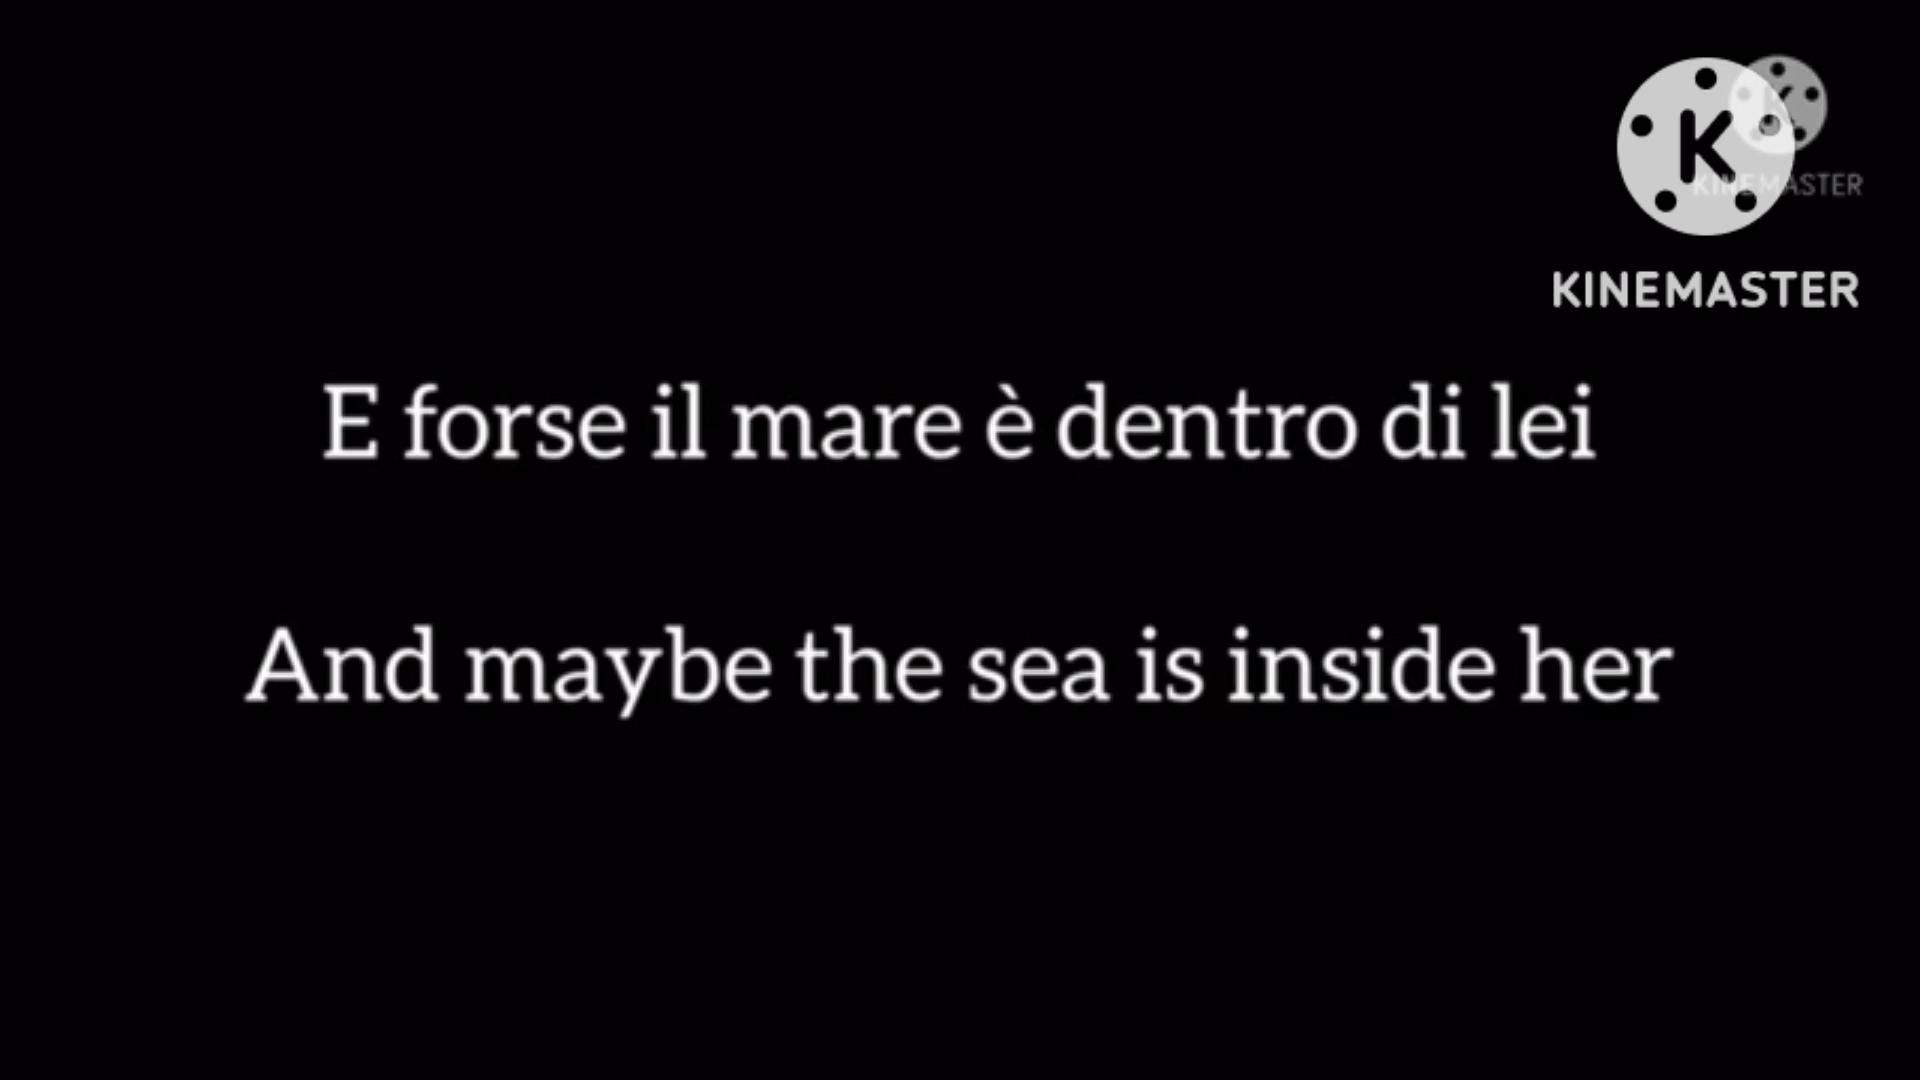 K
KINEMASTER
KINEMASTER
E forse il mare è dentro di lei
And maybe the sea is inside her